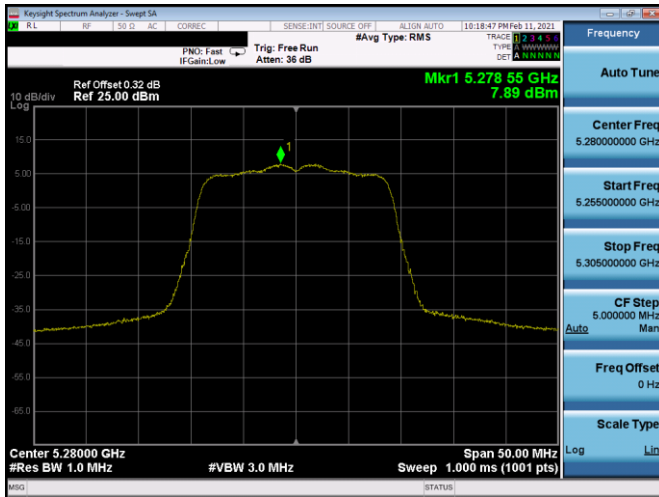 Keysight Spectrum Analyzer - Swept SA
RL RF 50 Ω AC CORREC SENSE:INT SOURCE OFF ALIGN AUTO 10:18:47 PM Feb 11, 2021
#Avg Type: RMS TRACE 1 2 3 4 5 6
PNO: Fast Trig: Free Run TYPE A WWWWW
IFGain:Low Atten: 36 dB DET A N N N N N
Mkr1 5.278 55 GHz
7.89 dBm
Ref Offset 0.32 dB
10 dB/div Ref 25.00 dBm
Log
15.0
1
5.00
-5.00
-15.0
-25.0
-35.0
-45.0
-55.0
-65.0
Center 5.28000 GHz Span 50.00 MHz
#Res BW 1.0 MHz #VBW 3.0 MHz Sweep 1.000 ms (1001 pts)
MSG STATUS
Frequency
Auto Tune
Center Freq
5.280000000 GHz
Start Freq
5.255000000 GHz
Stop Freq
5.305000000 GHz
CF Step
5.000000 MHz
Auto Man
Freq Offset
0 Hz
Scale Type
Log Lin